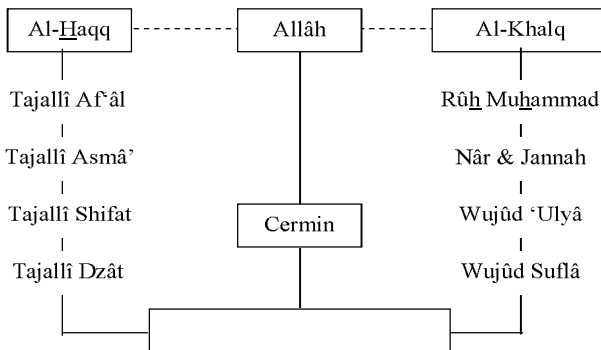 Al-Haqq
Allâh
Al-Khalq
Tajallî Af‘âl
Rûh Muhammad
Tajallî Asmâ’
Nâr & Jannah
Tajallî Shifat
Cermin
Wujûd ‘Ulyâ
Tajallî Dzât
Wujûd Suflâ